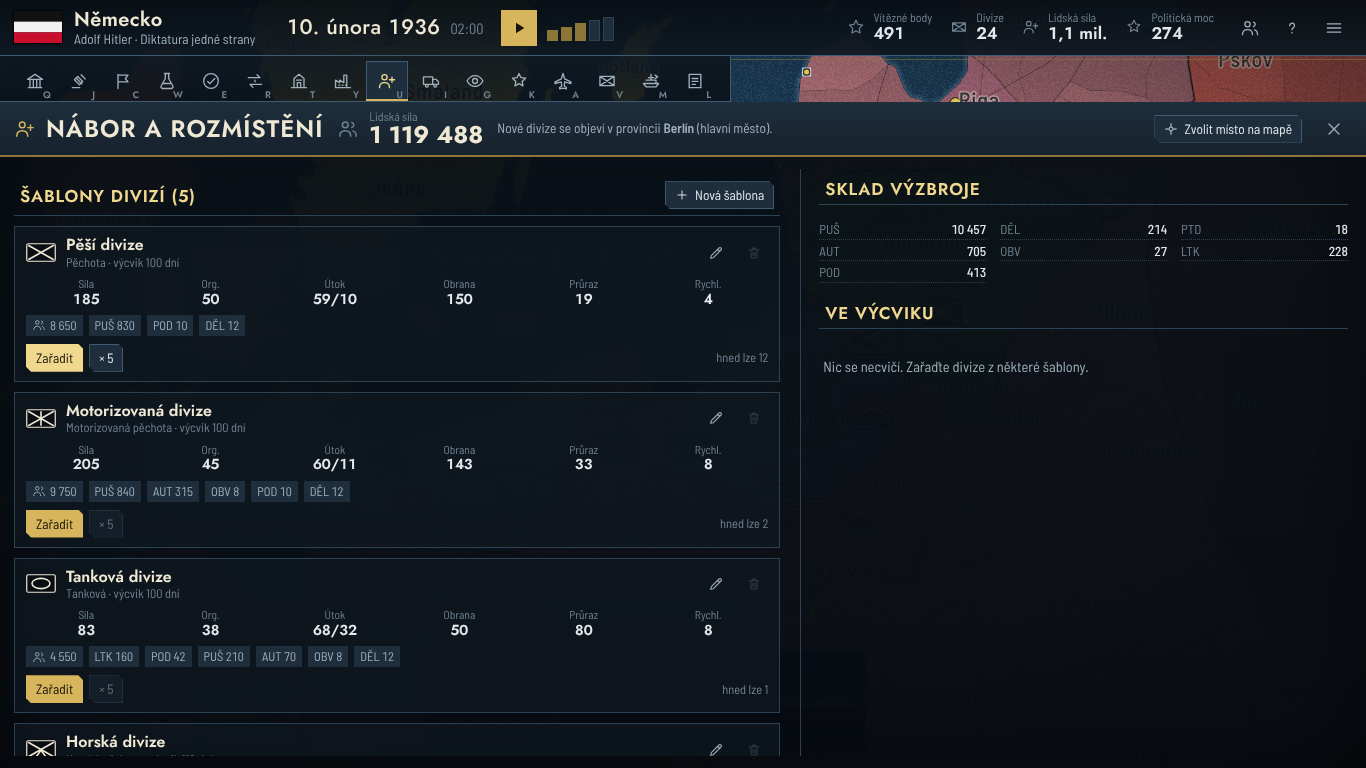 Německo
Adolf Hitler · Diktatura jedné strany
10. února 1936 02:00
Vítězné body
491
Divize
24
Lidská síla
1,1 mil.
Politická moc
274
?
Q J C W E R T Y U I G K A V M L
Pskov
Riga
NÁBOR A ROZMÍSTĚNÍ
Lidská síla
1 119 488
Nové divize se objeví v provincii Berlín (hlavní město).
Zvolit místo na mapě
ŠABLONY DIVIZÍ (5)
Nová šablona
Pěší divize
Pěchota · výcvik 100 dní
Síla Org. Útok Obrana Průraz Rychl.
185 50 59/10 150 19 4
8 650 PUŠ 830 POD 10 DĚL 12
Zařadit × 5 hned lze 12
Motorizovaná divize
Motorizovaná pěchota · výcvik 100 dní
Síla Org. Útok Obrana Průraz Rychl.
205 45 60/11 143 33 8
9 750 PUŠ 840 AUT 315 OBV 8 POD 10 DĚL 12
Zařadit × 5 hned lze 2
Tanková divize
Tanková · výcvik 100 dní
Síla Org. Útok Obrana Průraz Rychl.
83 38 68/32 50 80 8
4 550 LTK 160 POD 42 PUŠ 210 AUT 70 OBV 8 DĚL 12
Zařadit × 5 hned lze 1
Horská divize
SKLAD VÝZBROJE
PUŠ 10 457 DĚL 214 PTD 18
AUT 705 OBV 27 LTK 228
POD 413
VE VÝCVIKU
Nic se necvičí. Zařaďte divize z některé šablony.